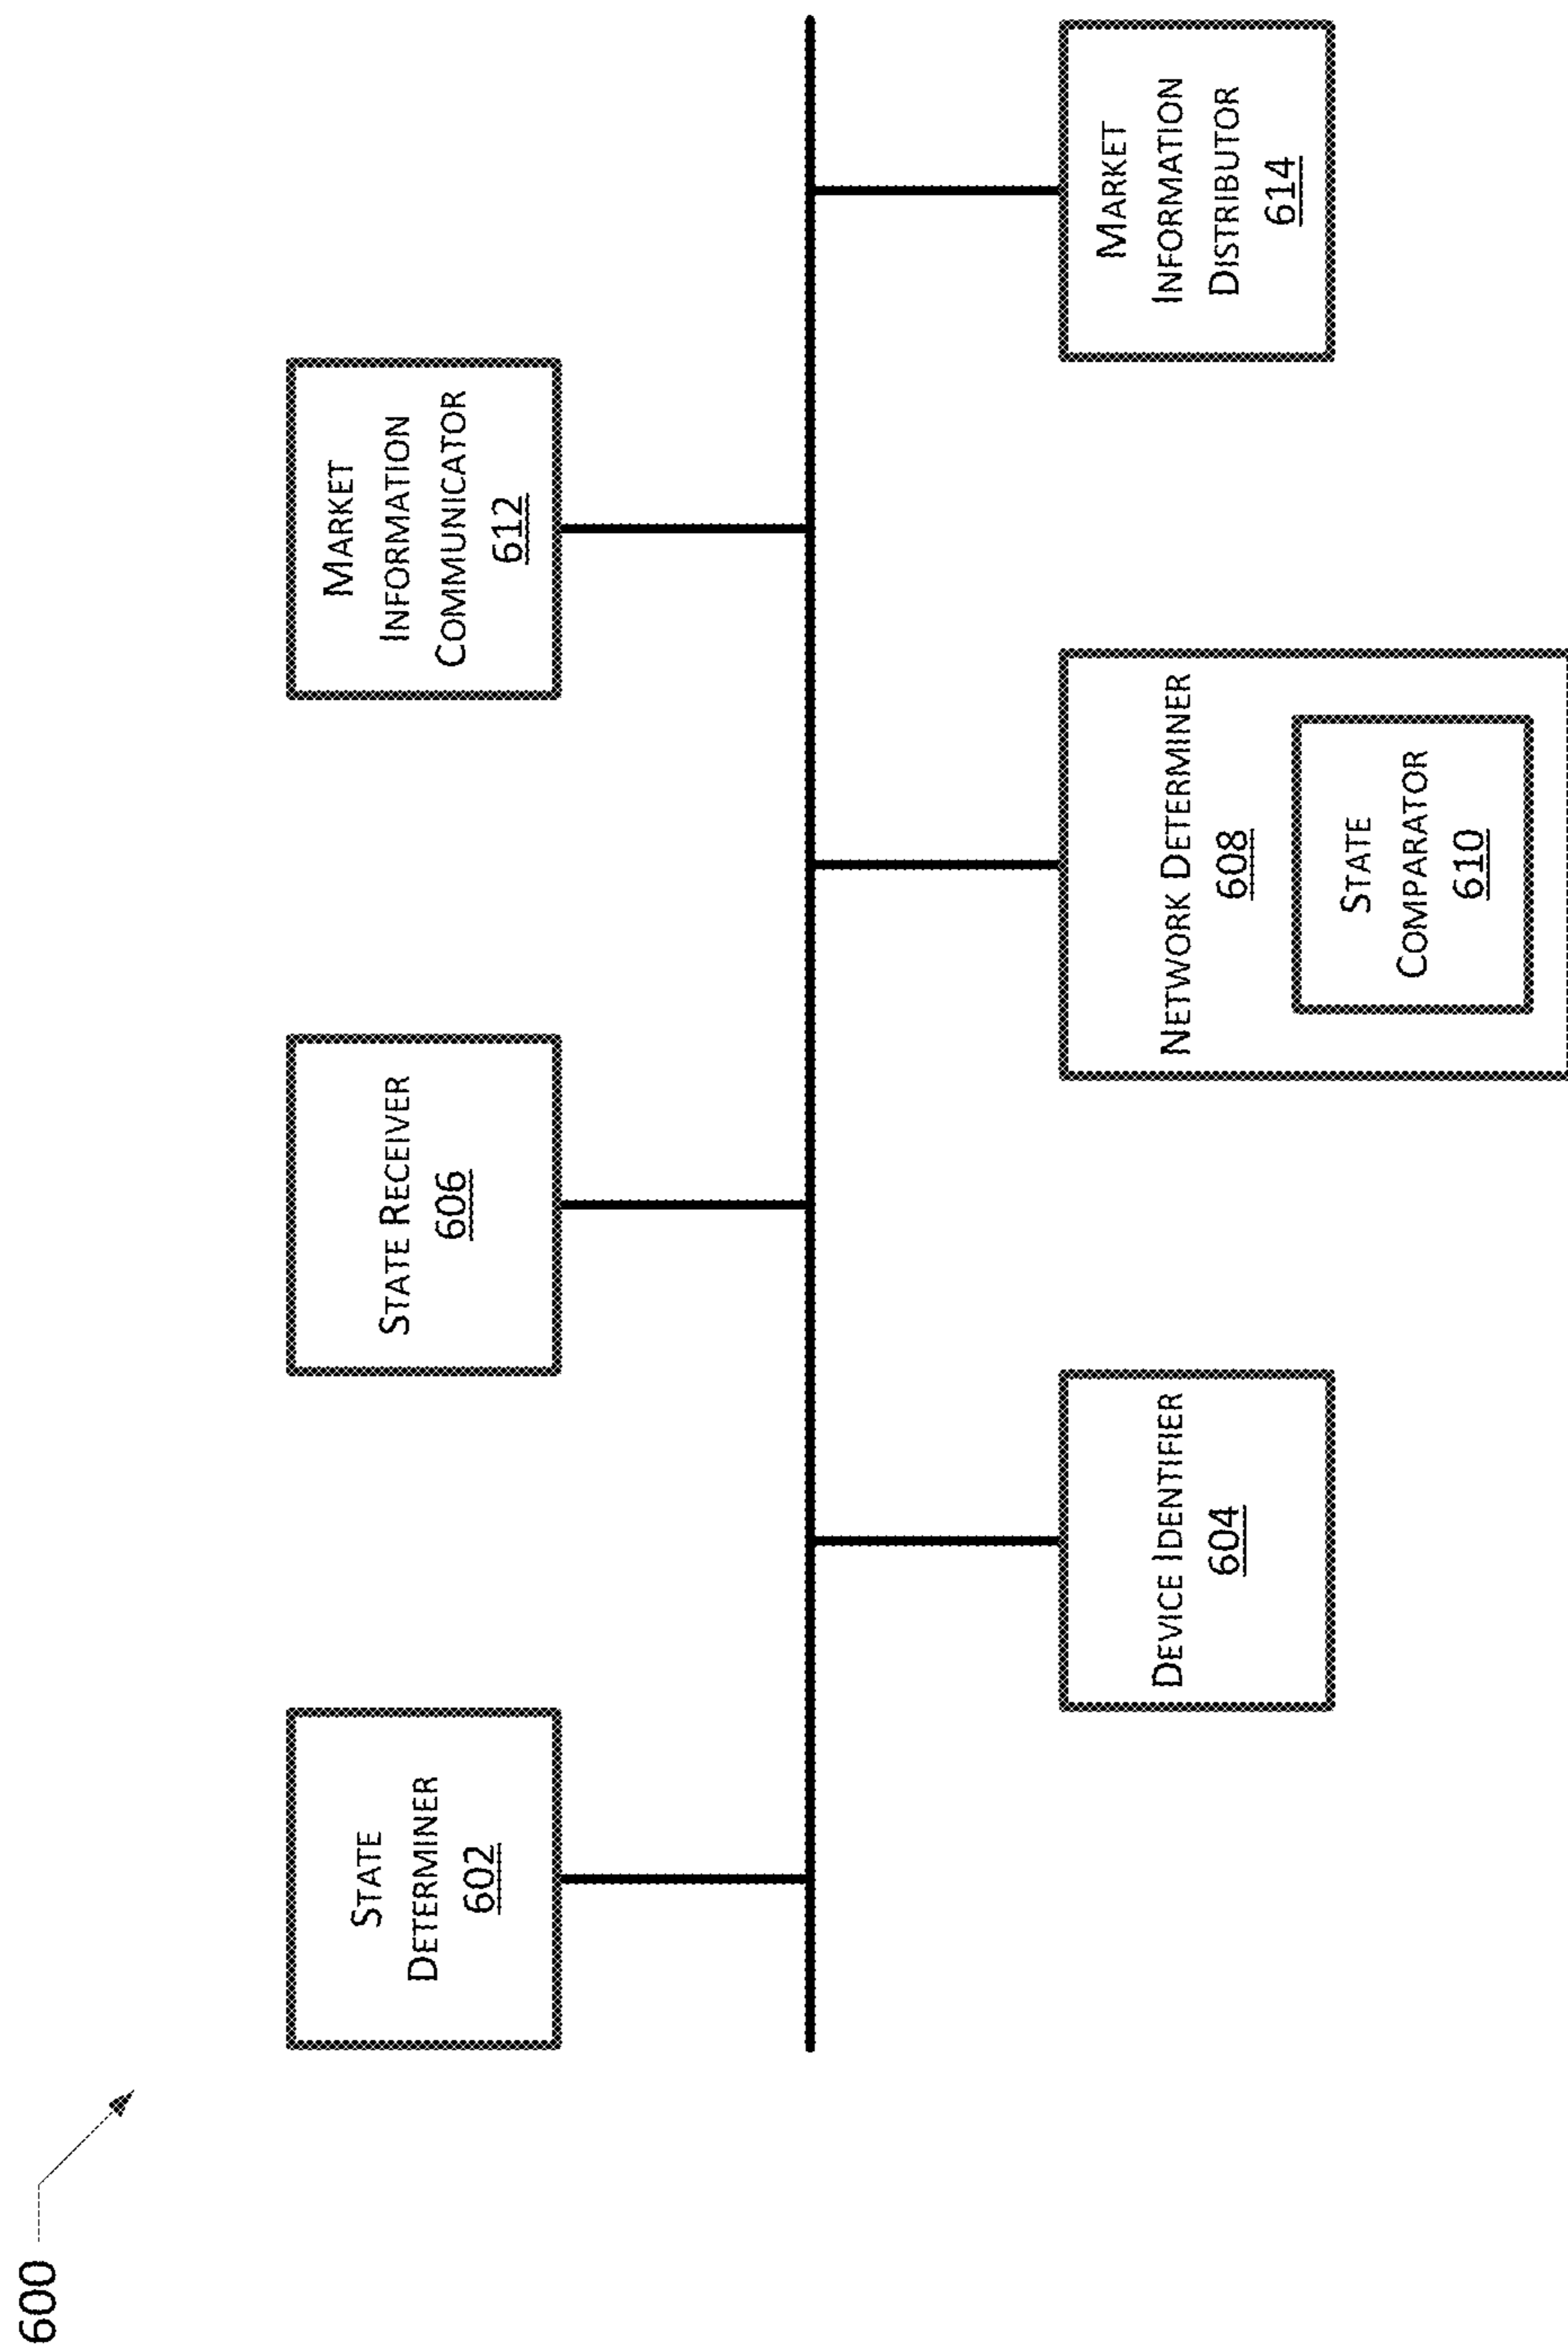 600
STATE
DETERMINER
602
STATE RECEIVER
606
MARKET
INFORMATION
COMMUNICATOR
612
DEVICE IDENTIFIER
604
NETWORK DETERMINER
608
STATE
COMPARATOR
610
MARKET
INFORMATION
DISTRIBUTOR
614